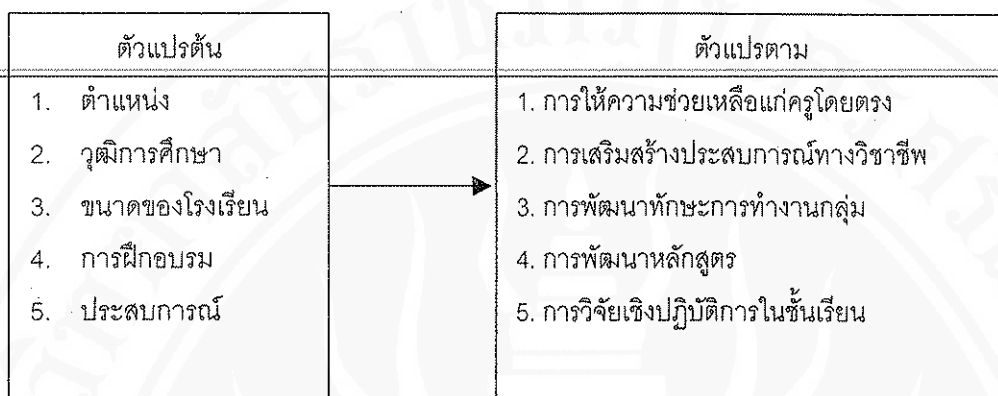 ตัวแปรต้น
1. ตำแหน่ง
2. วุฒิการศึกษา
3. ขนาดของโรงเรียน
4. การฝึกอบรม
5. ประสบการณ์
ตัวแปรตาม
1. การให้ความช่วยเหลือแก่ครูโดยตรง
2. การเสริมสร้างประสบการณ์ทางวิชาชีพ
3. การพัฒนาทักษะการทำงานกลุ่ม
4. การพัฒนาหลักสูตร
5. การวิจัยเชิงปฏิบัติการในชั้นเรียน